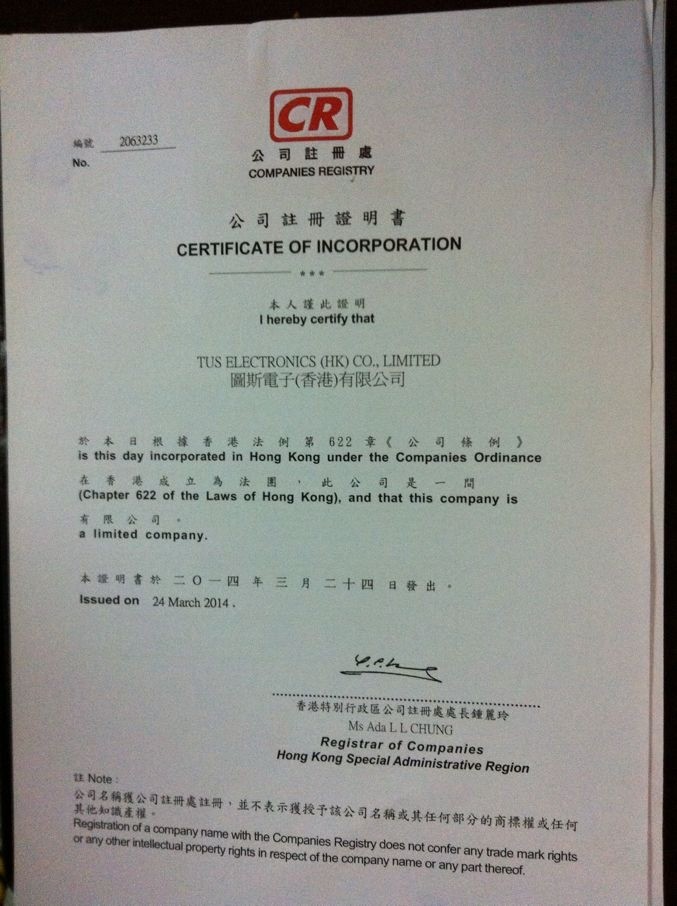 編號 2063233
No.
CR
公司註冊處
COMPANIES REGISTRY
公司註冊證明書
CERTIFICATE OF INCORPORATION
***
本人謹此證明
I hereby certify that
TUS ELECTRONICS (HK) CO., LIMITED
圖斯電子(香港)有限公司
於本日根據香港法例第622章《公司條例》
is this day incorporated in Hong Kong under the Companies Ordinance
在香港成立為法團，此公司是一間
(Chapter 622 of the Laws of Hong Kong), and that this company is
有限公司。
a limited company.
本證明書於二O一四年三月二十四日發出。
Issued on 24 March 2014 .
香港特別行政區公司註冊處處長鍾麗玲
Ms Ada L L CHUNG
Registrar of Companies
Hong Kong Special Administrative Region
註 Note :
公司名稱獲公司註冊處註冊，並不表示獲授予該公司名稱或其任何部分的商標權或任何
其他知識產權。
Registration of a company name with the Companies Registry does not confer any trade mark rights
or any other intellectual property rights in respect of the company name or any part thereof.